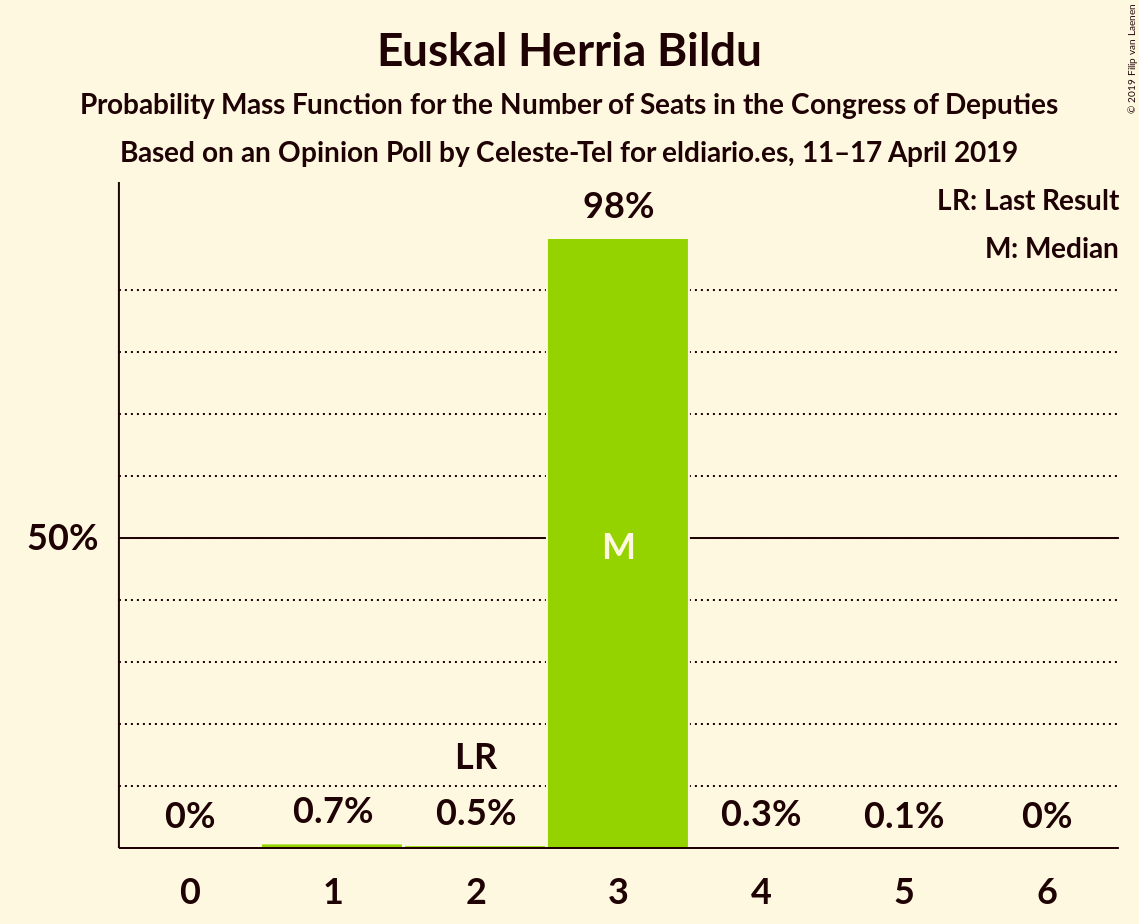 Euskal Herria Bildu
Probability Mass Function for the Number of Seats in the Congress of Deputies
Based on an Opinion Poll by Celeste-Tel for eldiario.es, 11–17 April 2019
© 2019 Filip van Laenen
LR: Last Result
M: Median
98%
50%
M
LR
0%
0.7%
0.5%
0.3%
0.1%
0%
0 1 2 3 4 5 6